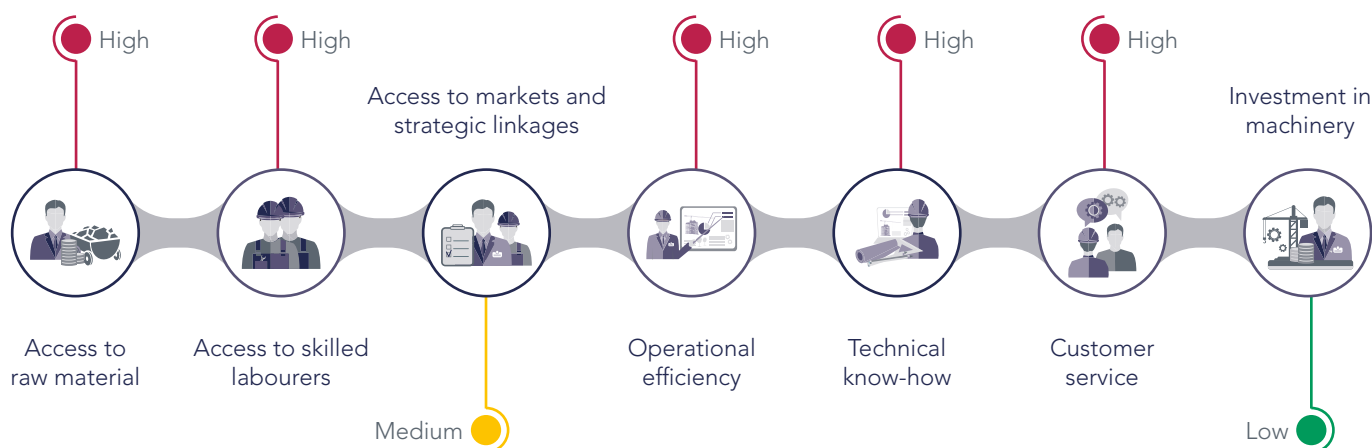 High
High
High
High
High
Access to markets and
strategic linkages
Investment in
machinery
Access to
raw material
Access to skilled
labourers
Operational
efficiency
Technical
know-how
Customer
service
Medium
Low